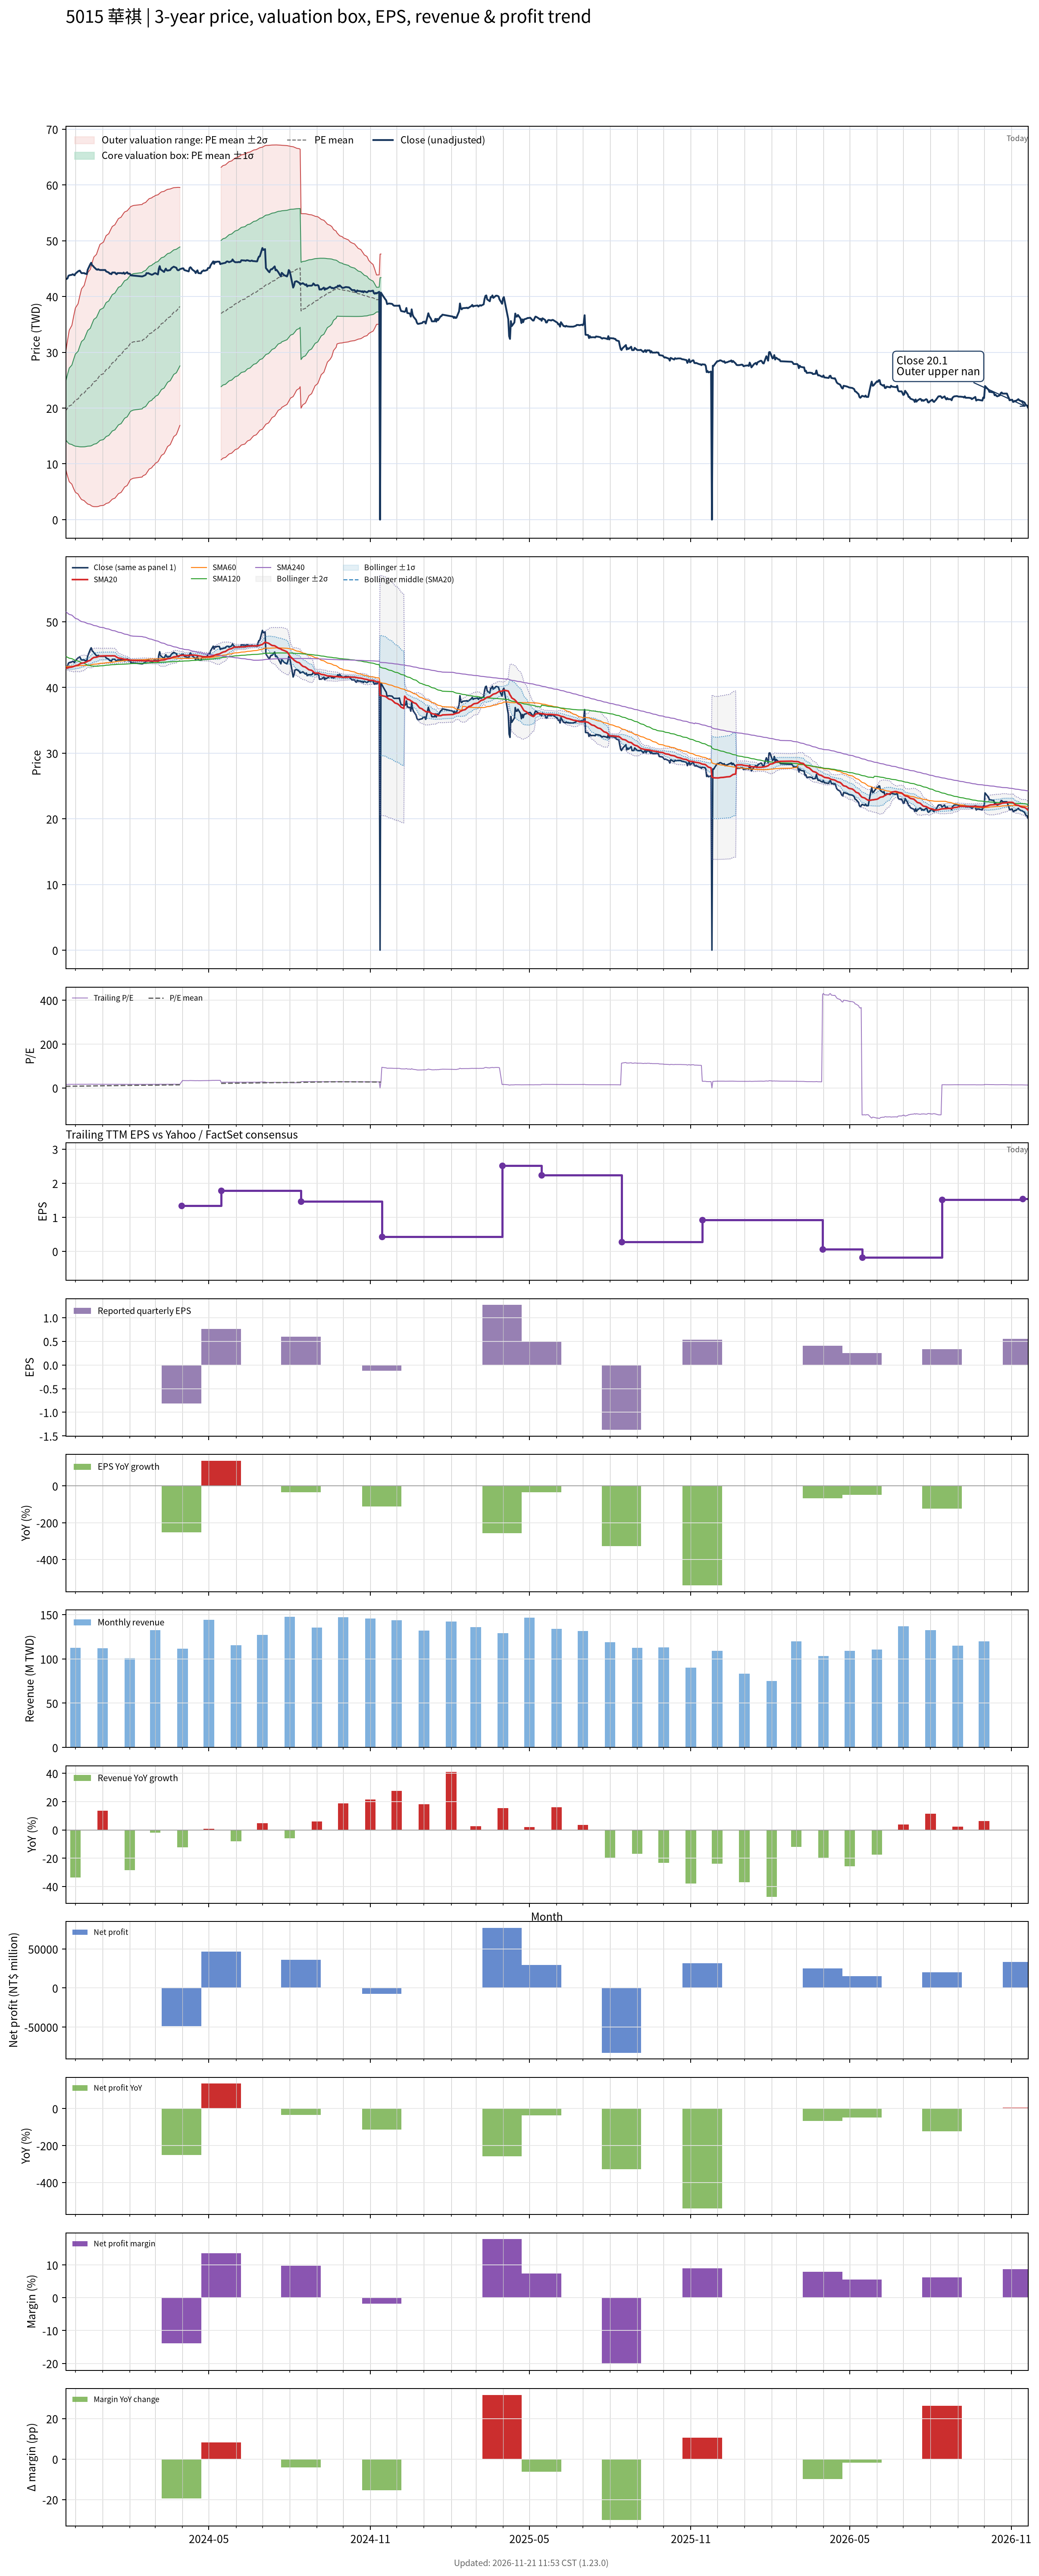 5015 華祺 | 3-year price, valuation box, EPS, revenue & profit trend
Outer valuation range: PE mean ±2σ
PE mean
Close (unadjusted)
Core valuation box: PE mean ±1σ
Today
70
60
50
40
30
20
10
0
Price (TWD)
Close 20.1
Outer upper nan
Close (same as panel 1)
SMA60
SMA240
Bollinger ±1σ
SMA20
SMA120
Bollinger ±2σ
Bollinger middle (SMA20)
50
40
30
20
10
0
Price
Trailing P/E
P/E mean
400
200
0
P/E
Trailing TTM EPS vs Yahoo / FactSet consensus
Today
3
2
1
0
EPS
Reported quarterly EPS
1.0
0.5
0.0
-0.5
-1.0
-1.5
EPS
EPS YoY growth
0
-200
-400
YoY (%)
Monthly revenue
150
100
50
0
Revenue (M TWD)
Revenue YoY growth
40
20
0
-20
-40
YoY (%)
Month
Net profit
50000
0
-50000
Net profit (NT$ million)
Net profit YoY
0
-200
-400
YoY (%)
Net profit margin
10
0
-10
-20
Margin (%)
Margin YoY change
20
0
-20
Δ margin (pp)
2024-05
2024-11
2025-05
2025-11
2026-05
2026-11
Updated: 2026-11-21 11:53 CST (1.23.0)